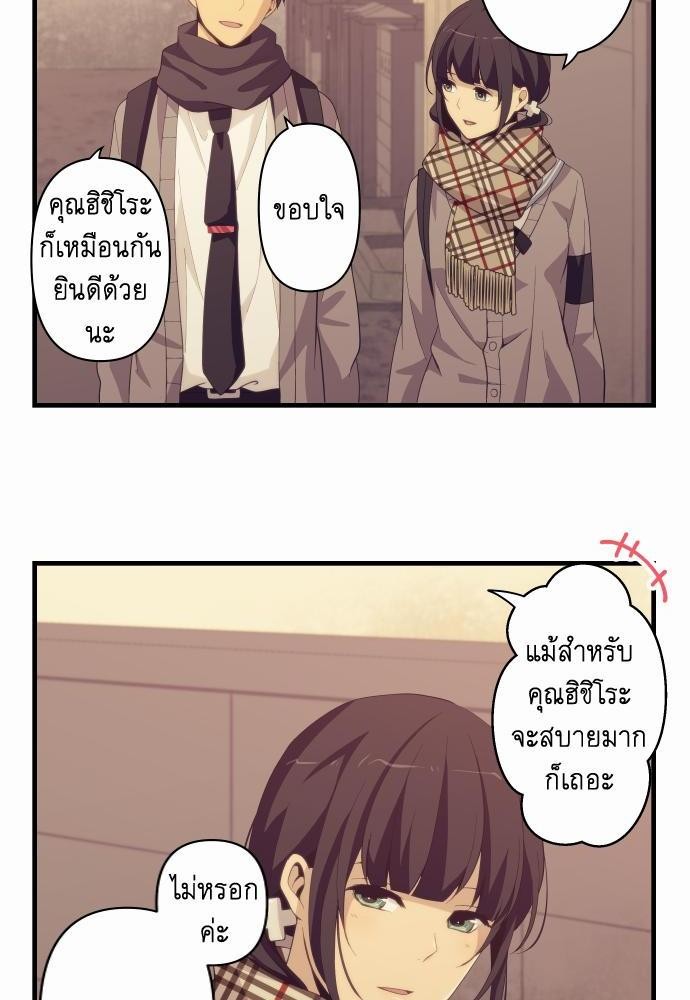 คุณฮิชิโระ
ก็เหมือนกัน
ยินดีด้วย
นะ
ขอบใจ
แม้สำหรับ
คุณฮิชิโระ
จะสบายมาก
ก็เถอะ
ไม่หรอก
ค่ะ